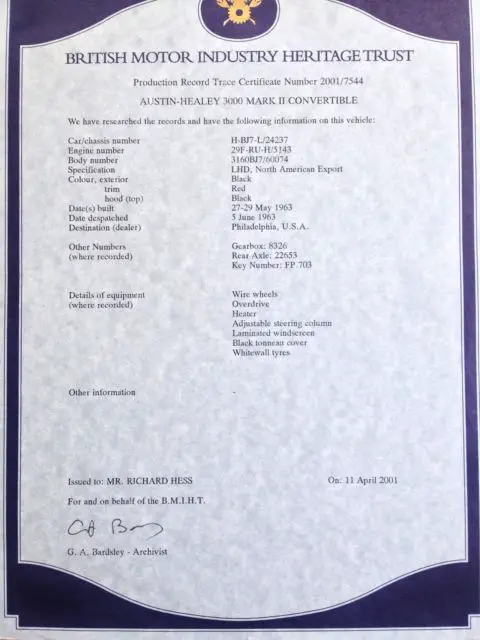 BRITISH MOTOR INDUSTRY HERITAGE TRUST
Production Record Trace Certificate Number 2001/7544
AUSTIN-HEALEY 3000 MARK II CONVERTIBLE
We have researched the records and have the following information on this vehicle:
Car/chassis number H-BJ7-L/24237
Engine number 29F-RU-H/5143
Body number 3160BJ7/60074
Specification LHD, North American Export
Colour, exterior Black
trim Red
hood (top) Black
Date(s) built 27-29 May 1963
Date despatched 5 June 1963
Destination (dealer) Philadelphia, U.S.A.
Other Numbers Gearbox: 8326
(where recorded) Rear Axle: 22653
Key Number: FP 703
Details of equipment Wire wheels
(where recorded) Overdrive
Heater
Adjustable steering column
Laminated windscreen
Black tonneau cover
Whitewall tyres
Other information -
Issued to: MR. RICHARD HESS On: 11 April 2001
For and on behalf of the B.M.I.H.T.
G. A. Bardsley - Archivist